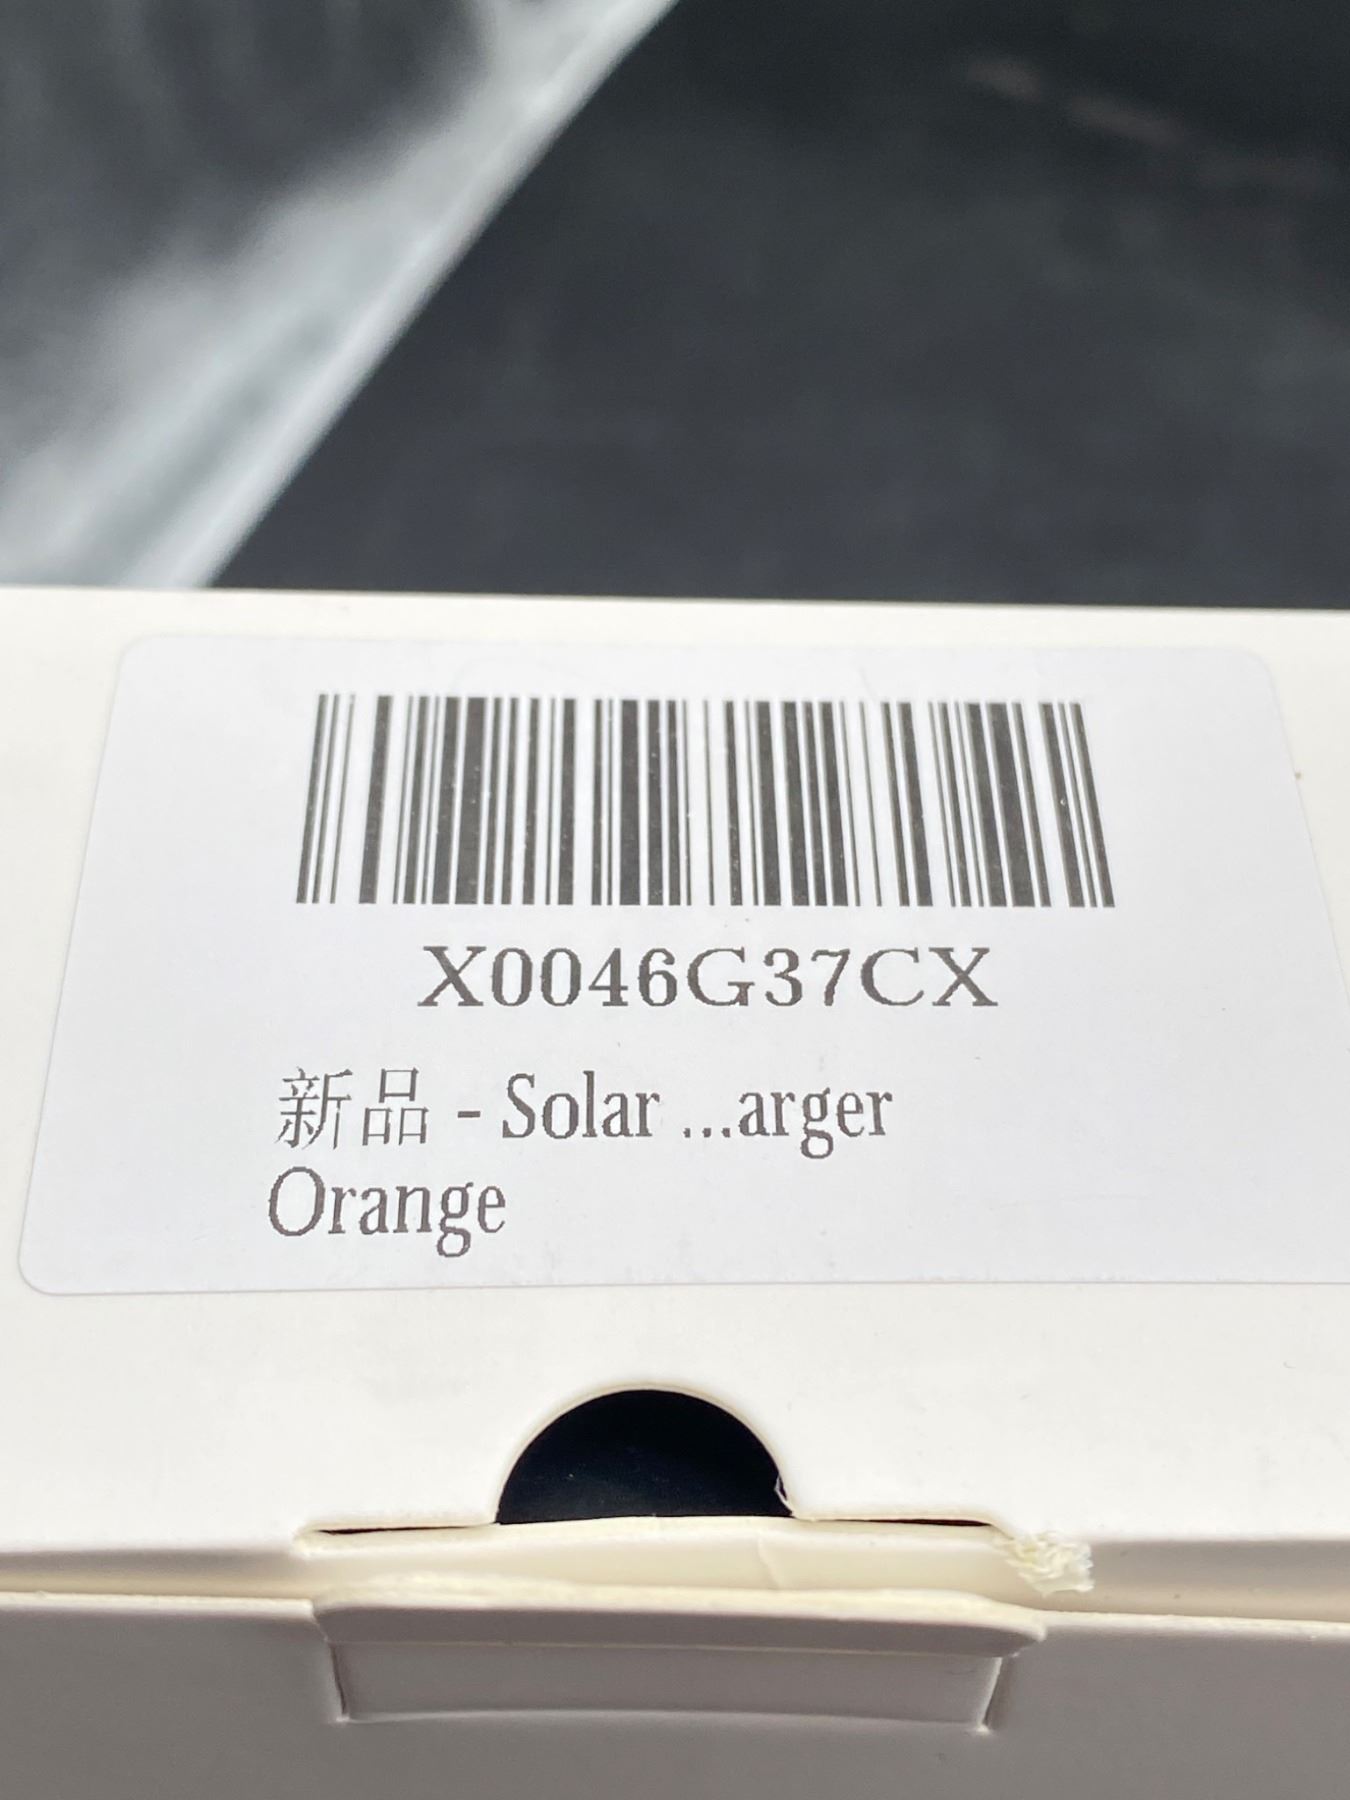 X0046G37CX
新品 - Solar ...arger
Orange